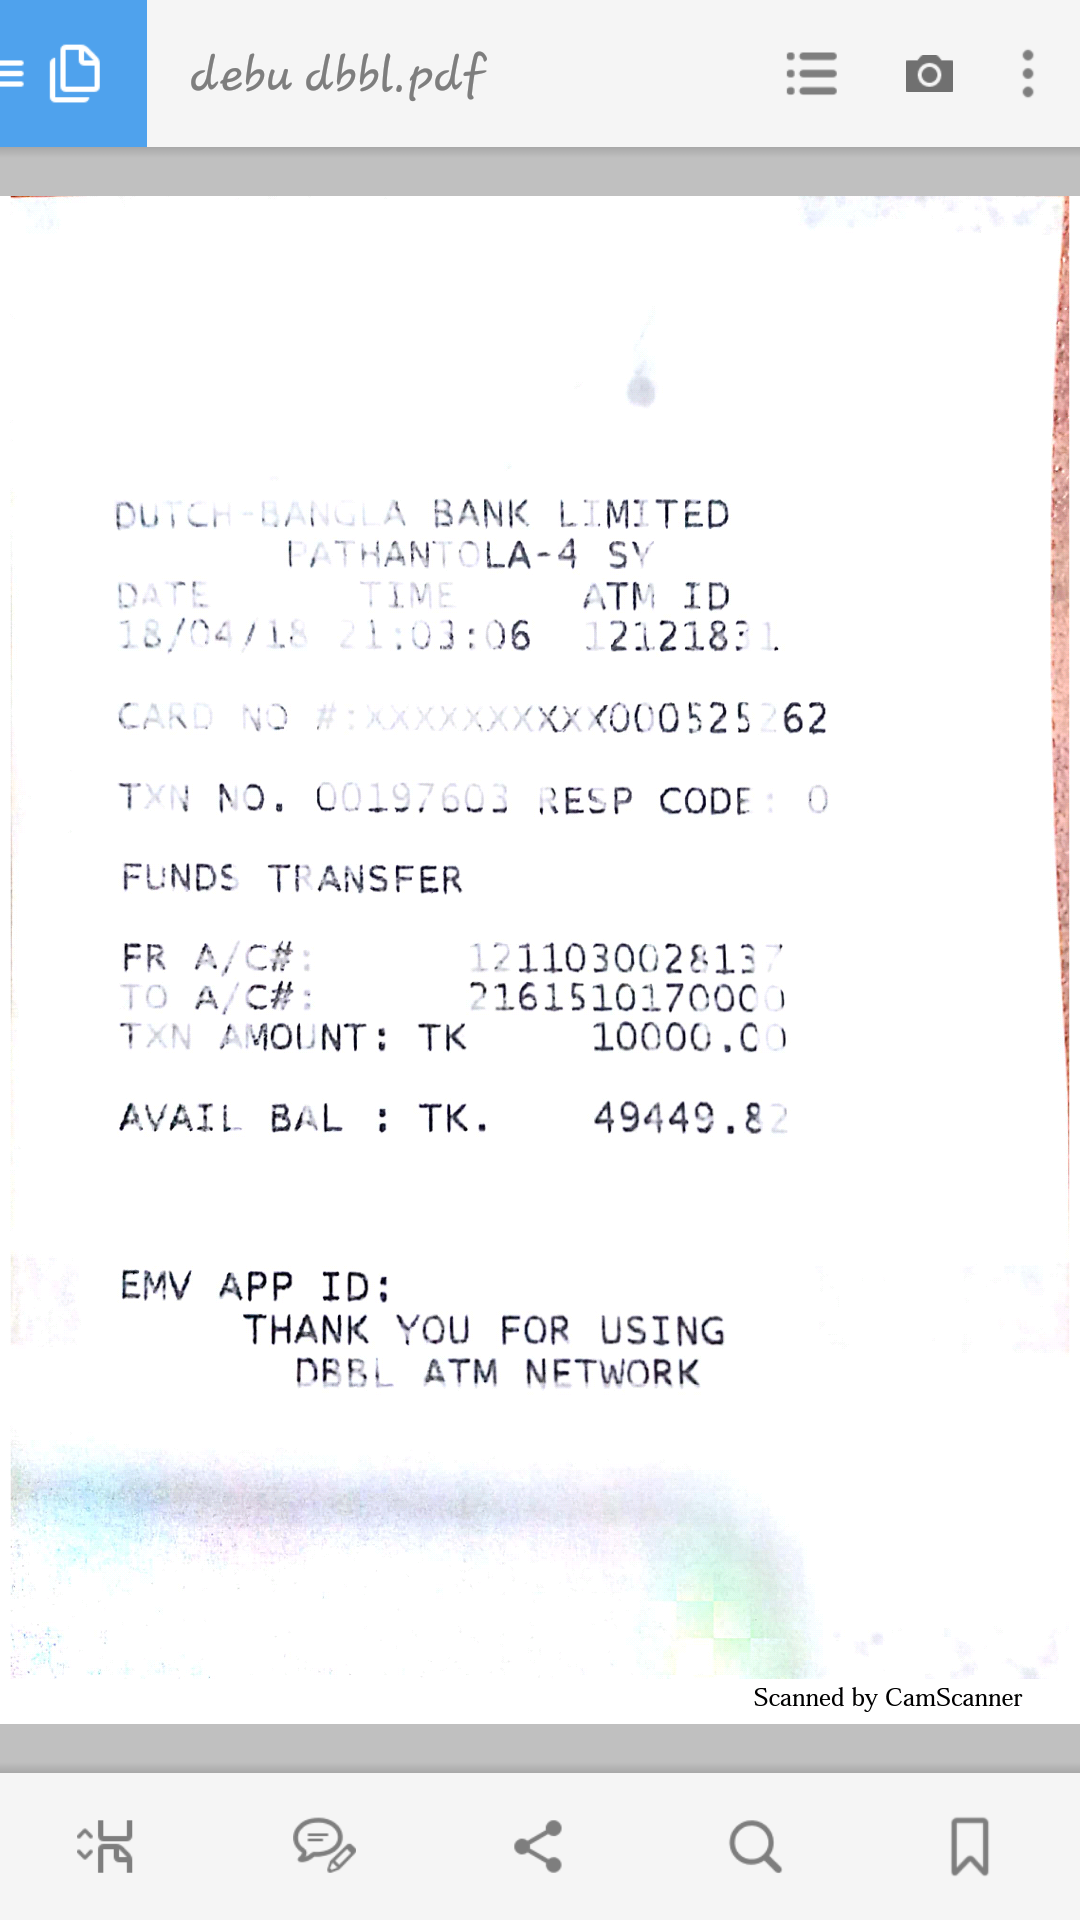 debu dbbl.pdf
DUTCH-BANGLA BANK LIMITED
PATHANTOLA-4 SY
DATE TIME ATM ID
18/04/18 21:03:06 12121831
CARD NO #:XXXXXXXXXX000525262
TXN NO. 00197603 RESP CODE: 0
FUNDS TRANSFER
FR A/C#: 1211030028137
TO A/C#: 2161510170000
TXN AMOUNT: TK 10000.00
AVAIL BAL : TK. 49449.82
EMV APP ID:
THANK YOU FOR USING
DBBL ATM NETWORK
Scanned by CamScanner